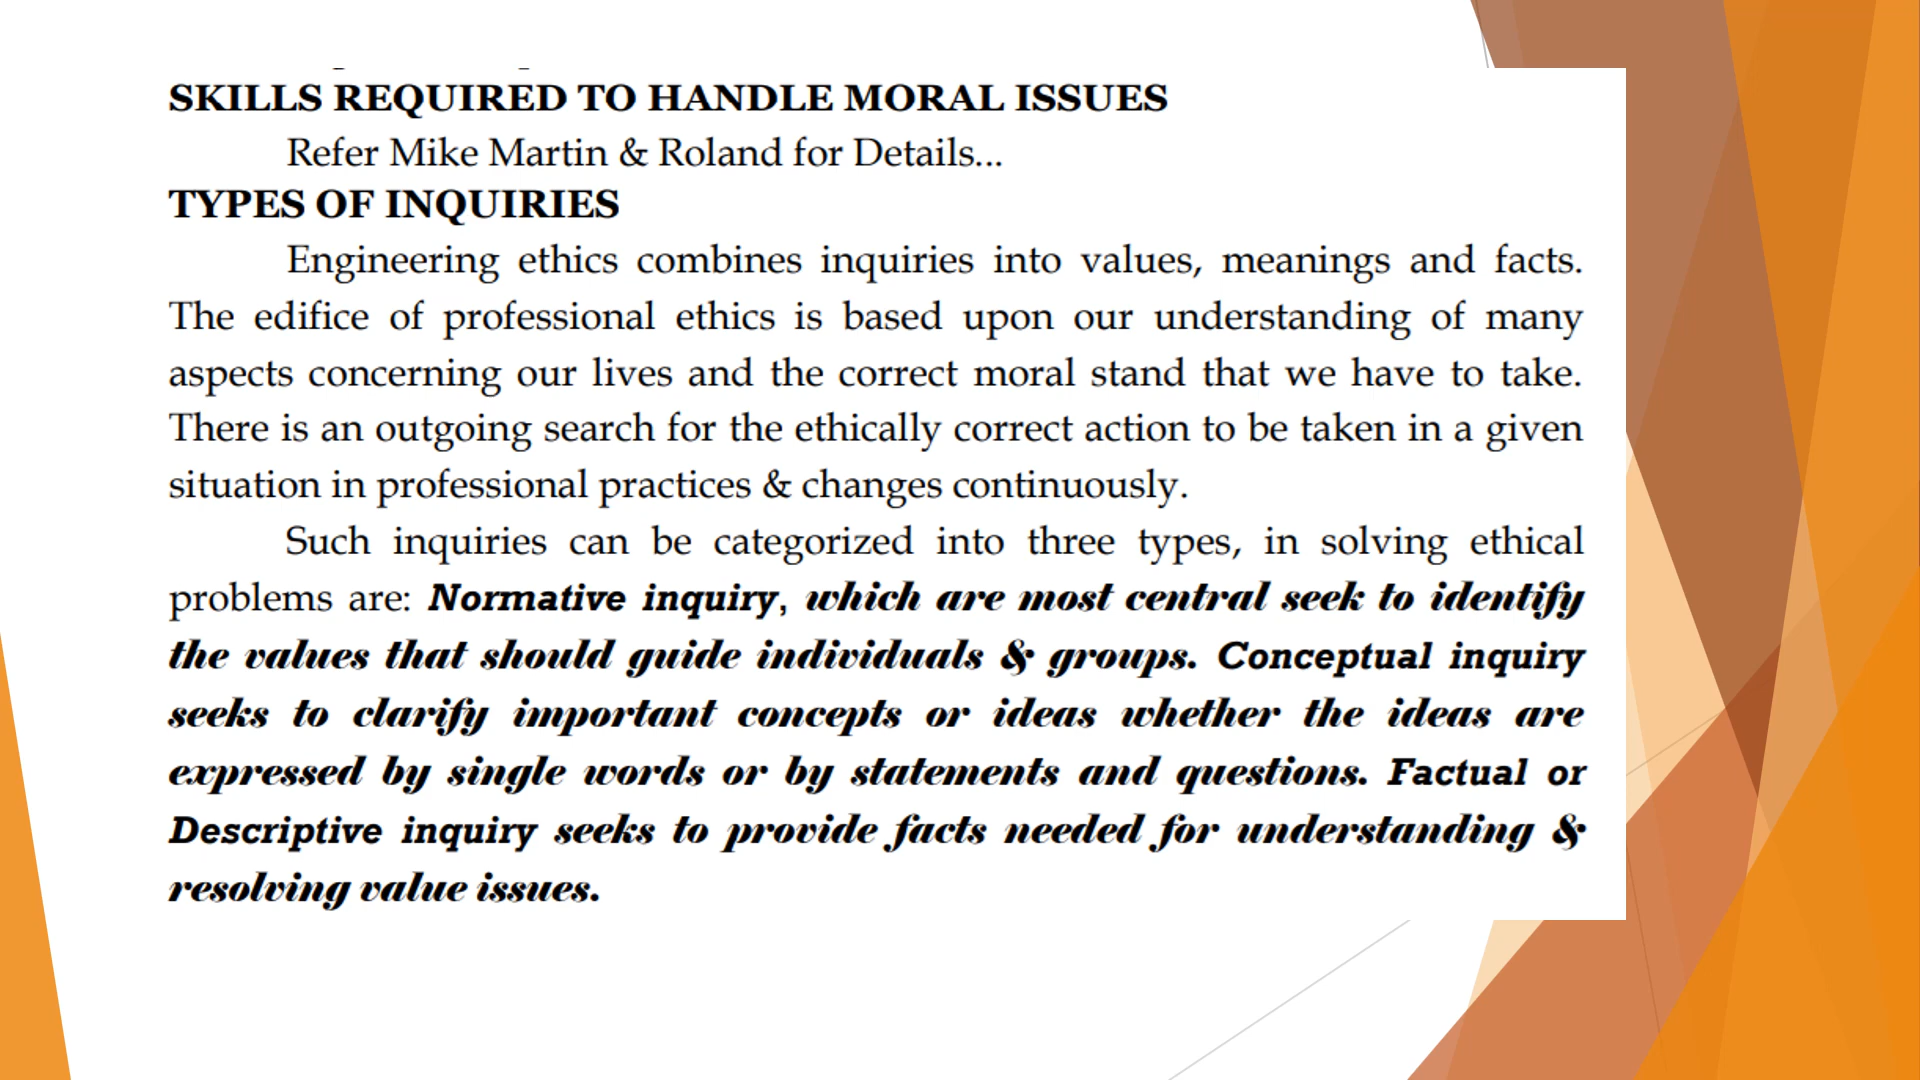 SKILLS REQUIRED TO HANDLE MORAL ISSUES
Refer Mike Martin & Roland for Details...
TYPES OF INQUIRIES
Engineering ethics combines inquiries into values, meanings and facts.
The edifice of professional ethics is based upon our understanding of many
aspects concerning our lives and the correct moral stand that we have to take.
There is an outgoing search for the ethically correct action to be taken in a given
situation in professional practices & changes continuously.
Such inquiries can be categorized into three types, in solving ethical
problems are: Normative inquiry, which are most central seek to identify
the values that should guide individuals & groups. Conceptual inquiry
seeks to clarify important concepts or ideas whether the ideas are
expressed by single words or by statements and questions. Factual or
Descriptive inquiry seeks to provide facts needed for understanding &
resolving value issues.